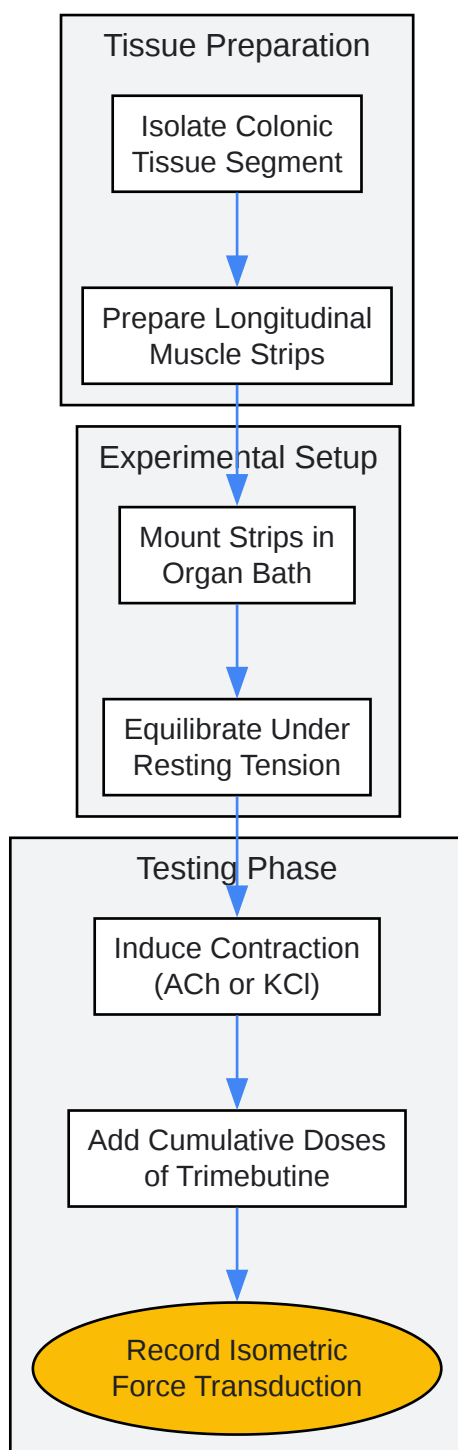 Tissue Preparation
Isolate Colonic
Tissue Segment
Prepare Longitudinal
Muscle Strips
Experimental Setup
Mount Strips in
Organ Bath
Equilibrate Under
Resting Tension
Testing Phase
Induce Contraction
(ACh or KCl)
Add Cumulative Doses
of Trimebutine
Record Isometric
Force Transduction